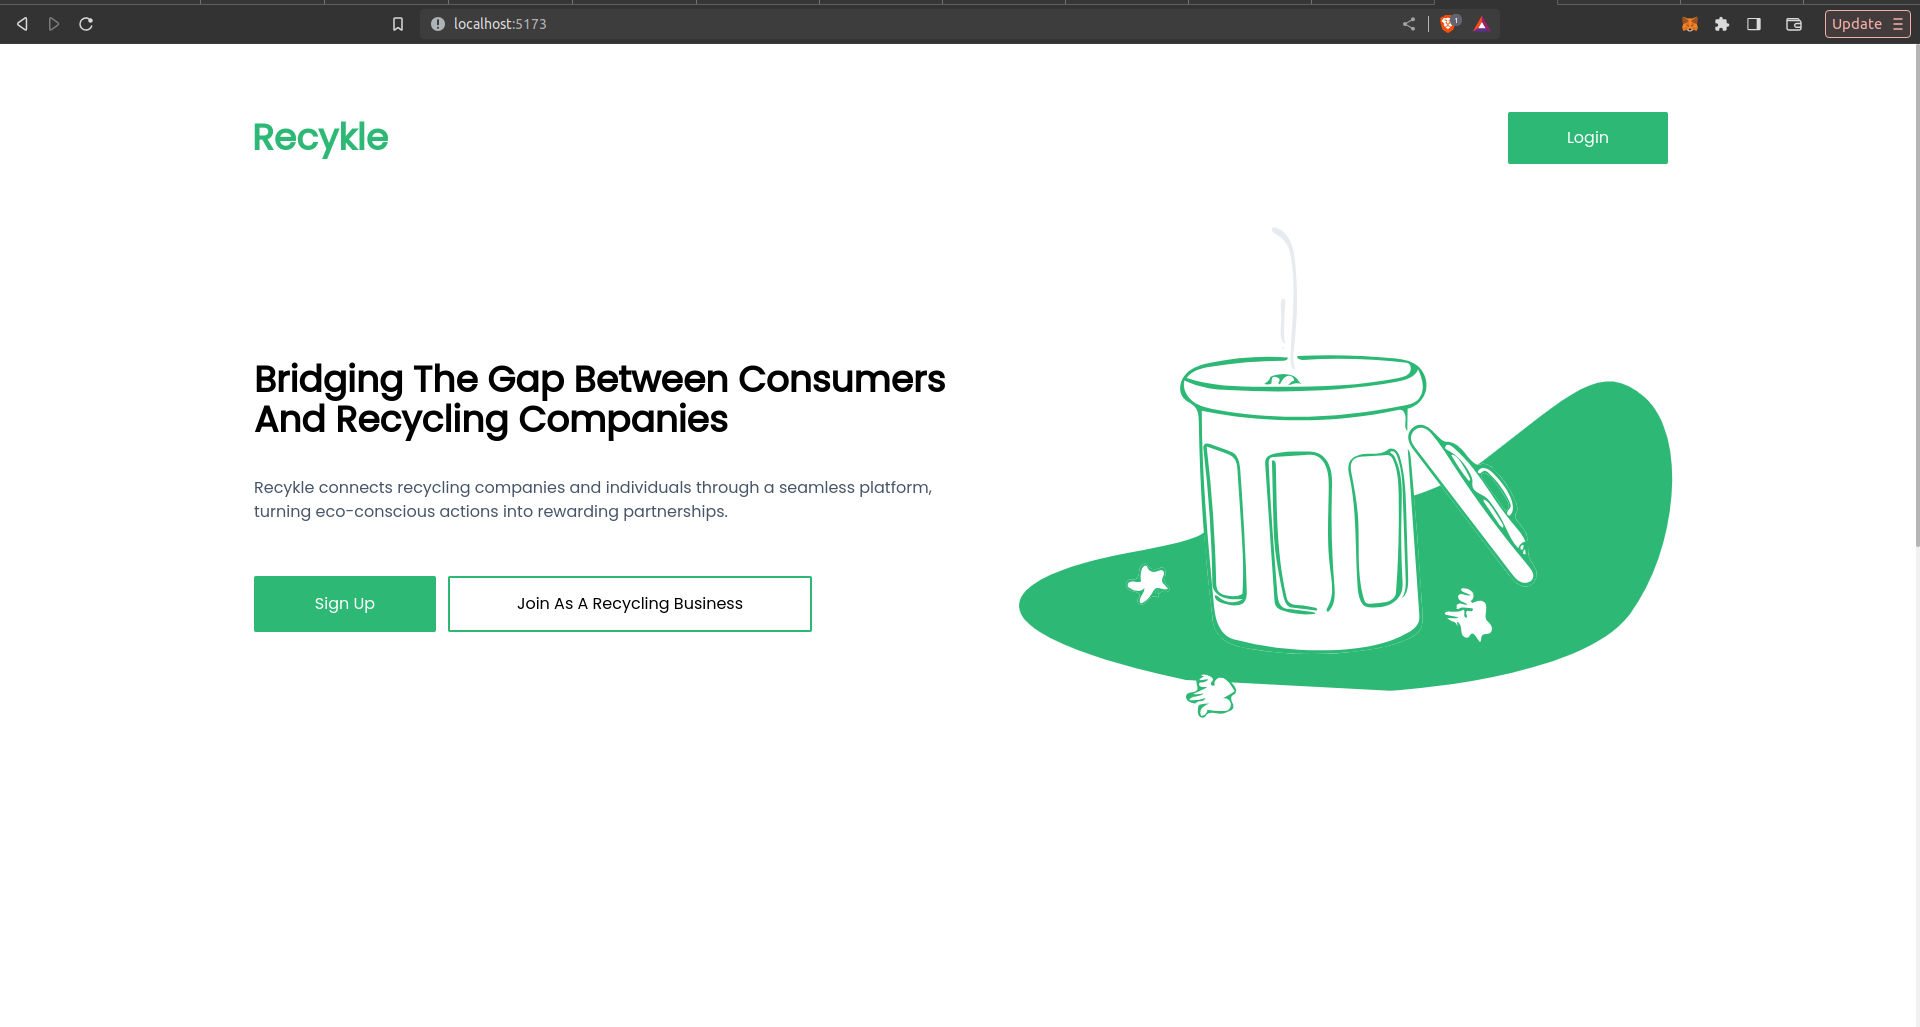 localhost:5173
1
Update
Recykle
Login
Bridging The Gap Between Consumers
And Recycling Companies
Recykle connects recycling companies and individuals through a seamless platform,
turning eco-conscious actions into rewarding partnerships.
Sign Up
Join As A Recycling Business